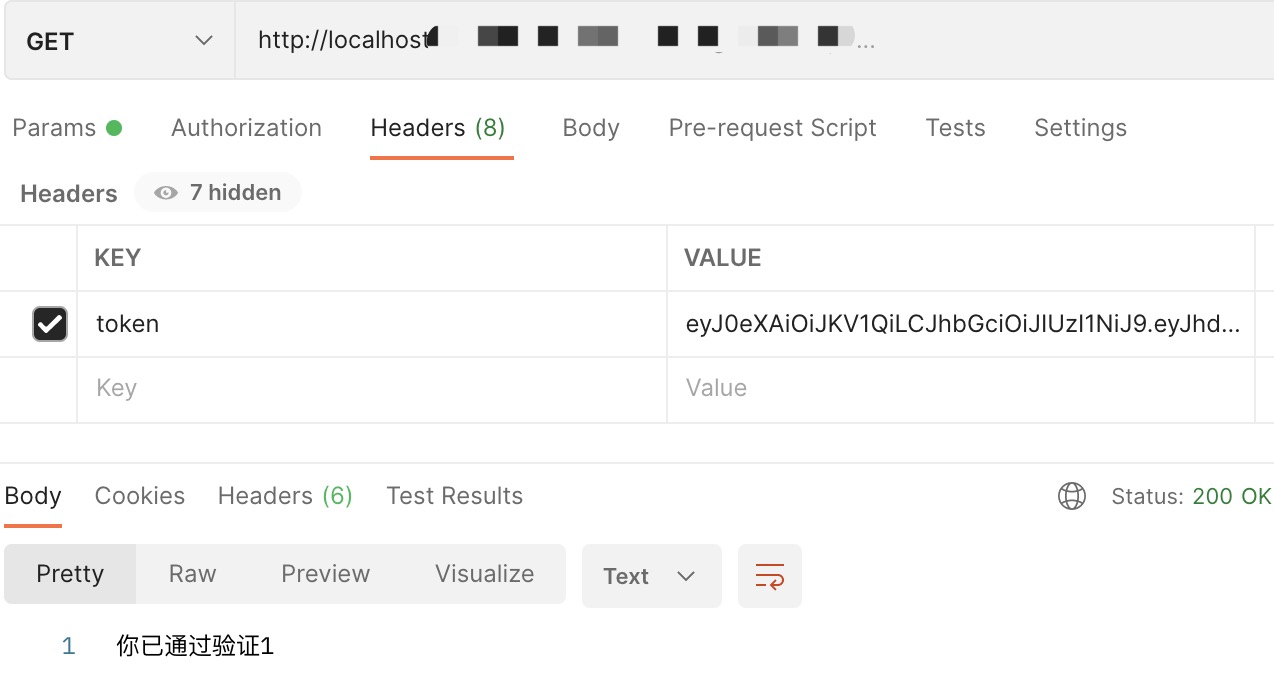 GET http://localhost ...
Params Authorization Headers (8) Body Pre-request Script Tests Settings
Headers 7 hidden
KEY VALUE
token eyJ0eXAiOiJKV1QiLCJhbGciOiJIUzI1NiJ9.eyJhd...
Key Value
Body Cookies Headers (6) Test Results Status: 200 OK
Pretty Raw Preview Visualize Text
1 你已通过验证1